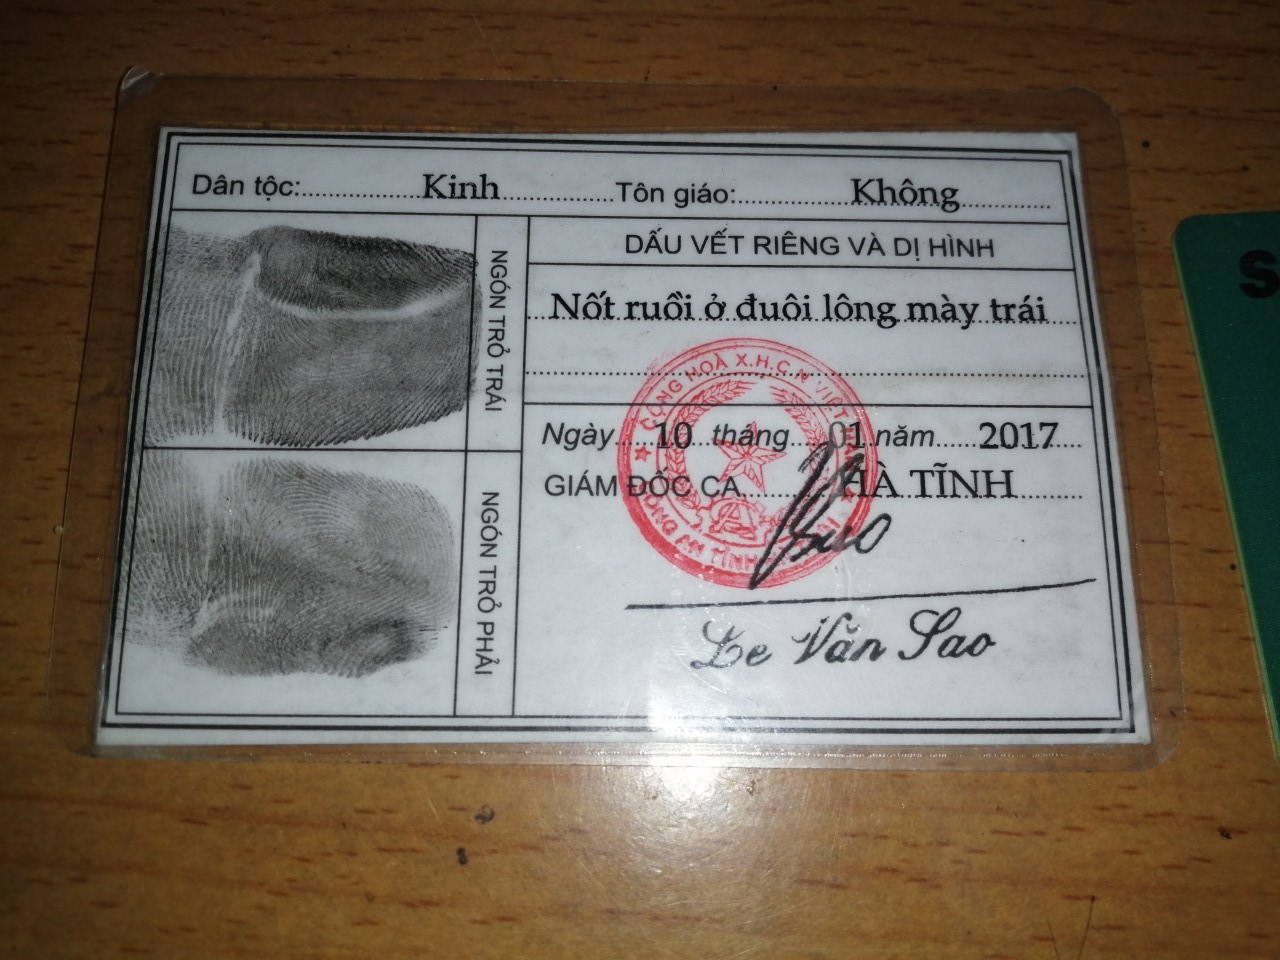 Dân tộc: Kinh Tôn giáo: Không
NGÓN TRỎ TRÁI
NGÓN TRỎ PHẢI
DẤU VẾT RIÊNG VÀ DỊ HÌNH
Nốt ruồi ở đuôi lông mày trái
Ngày 10 tháng 01 năm 2017
GIÁM ĐỐC CA HÀ TĨNH
CỘNG HOÀ X.H.C.N VIỆT NAM
CÔNG AN TỈNH
Sao
Le Văn Sao
S